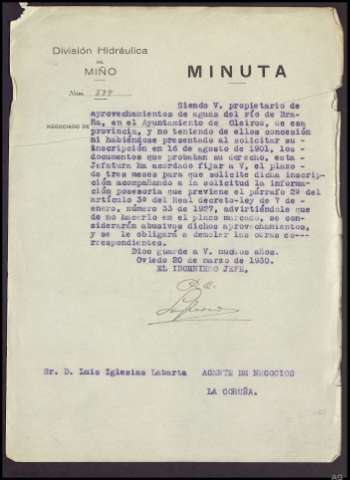 División Hidráulica
DEL
MIÑO
MINUTA
Núm.
NEGOCIADO DE
Siendo V. propietario de
aprovechamientos de aguas del río de Bra-
ña, en el Ayuntamiento de Cleiros, de esa
provincia, y no teniendo de ellos concesión
ni habiéndose presentado al solicitar su
inscripción en 16 de agosto de 1901, los
documentos que probaban su derecho, esta
Jefatura ha acordado fijar a V. el plazo
de tres meses para que solicite dicha inscrip-
ción acompañando a la solicitud la informa-
ción posesoria que previene el párrafo 2º del
artículo 3º del Real decreto-ley de 7 de
enero, número 33 de 1927, advirtiéndole que
de no hacerlo en el plazo marcado, se con-
siderarán abusivos dichos aprovechamientos,
y se le obligará a demoler las obras co---
rrespondientes.
Dios guarde a V. muchos años.
Oviedo 20 de marzo de 1930.
EL INGENIERO JEFE,
Sr. D. Luis Iglesias Labarta AGENTE DE NEGOCIOS
LA CORUÑA.